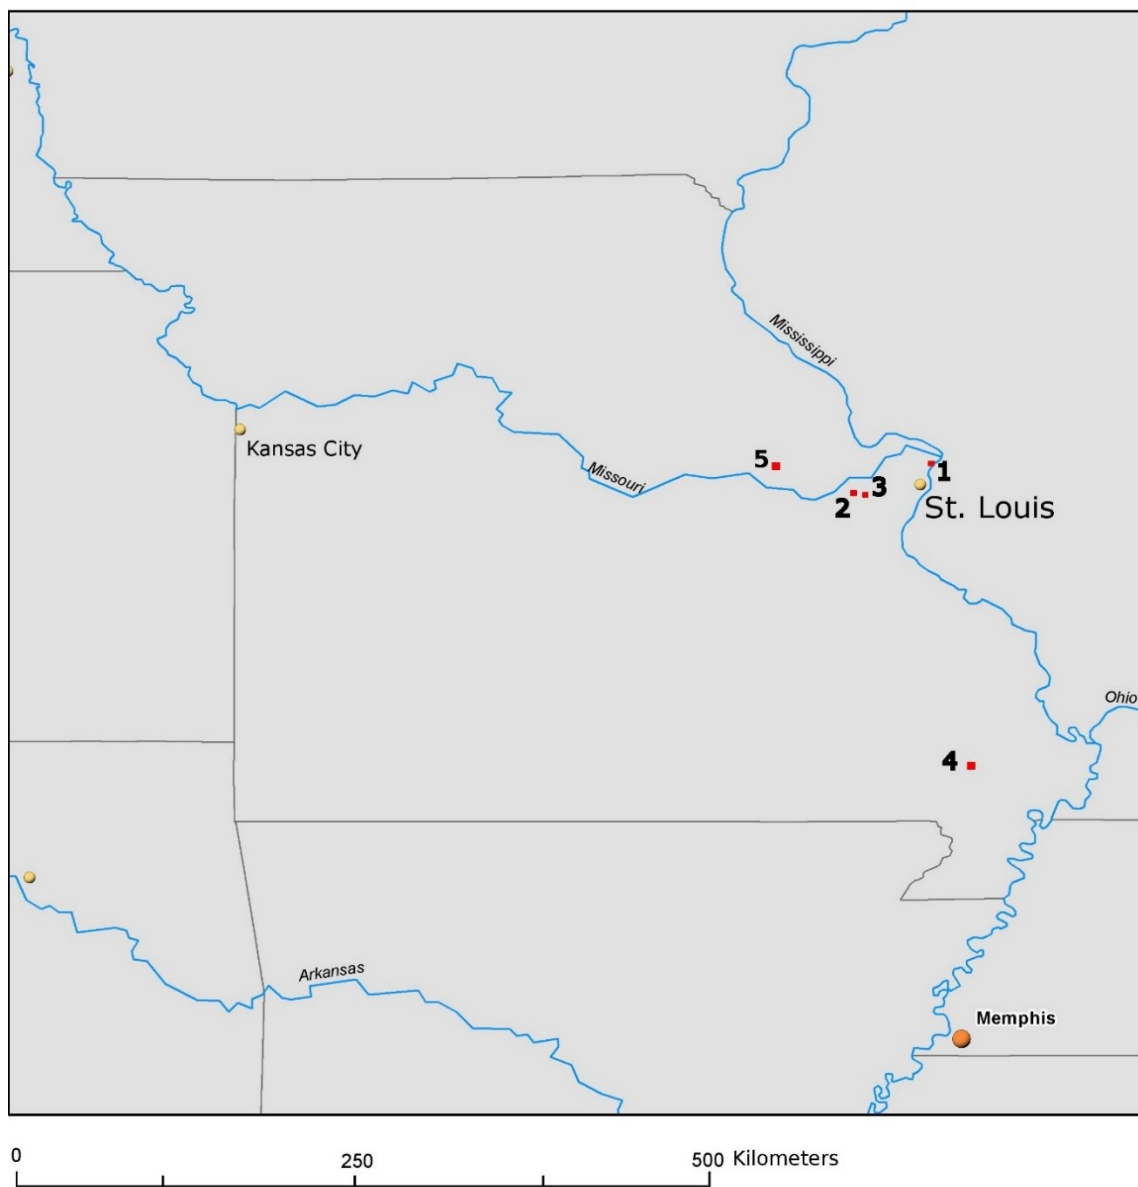 Mississippi
Kansas City
5
Missouri
1
3
2
St. Louis
Ohio
4
Arkansas
Memphis
0
250
500 Kilometers